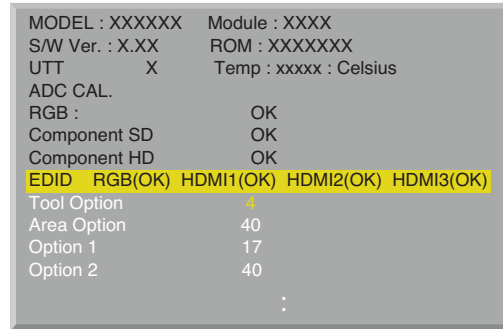 MODEL : XXXXXX Module : XXXX
S/W Ver. : X.XX ROM : XXXXXXX
UTT X Temp : xxxxx : Celsius
ADC CAL.
RGB : OK
Component SD OK
Component HD OK
EDID RGB(OK) HDMI1(OK) HDMI2(OK) HDMI3(OK)
Tool Option 4
Area Option 40
Option 1 17
Option 2 40
: